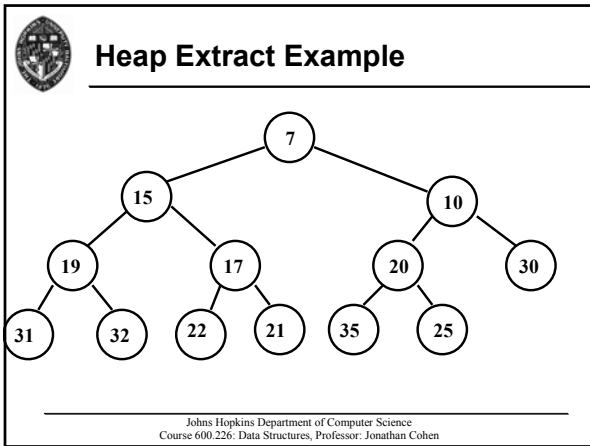 Heap Extract Example
7
15 10
19 17 20 30
31 32 22 21 35 25
Johns Hopkins Department of Computer Science
Course 600.226: Data Structures, Professor: Jonathan Cohen